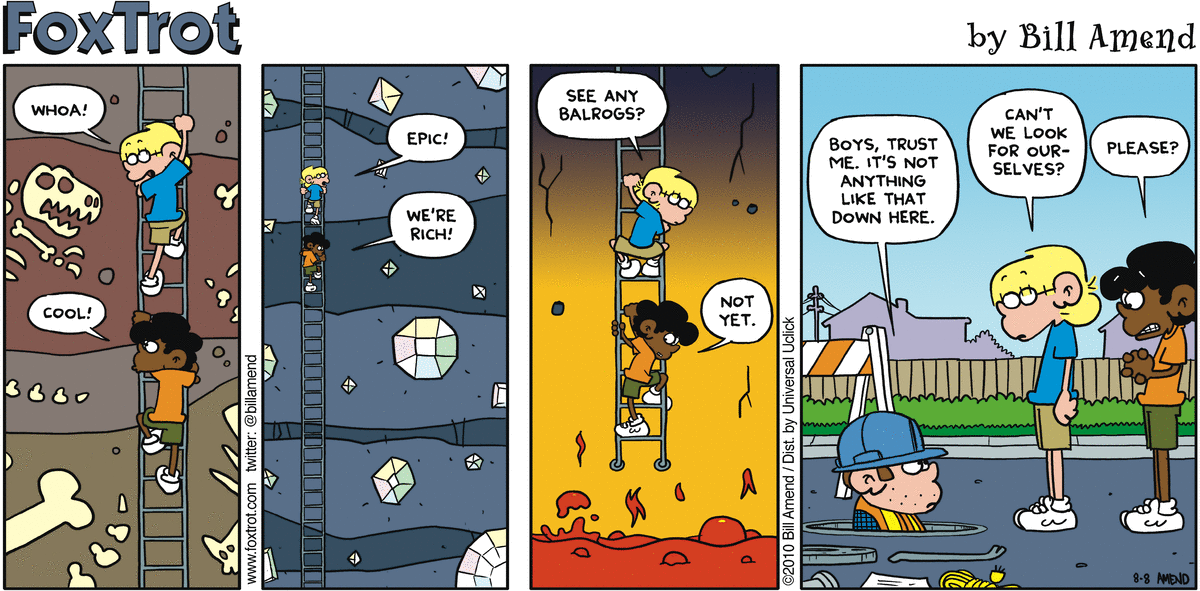 FoxTrot
by Bill Amend
WHOA!
COOL!
www.foxtrot.com twitter: @billamend
EPIC!
WE'RE
RICH!
SEE ANY
BALROGS?
NOT
YET.
©2010 Bill Amend / Dist. by Universal Uclick
BOYS, TRUST
ME. IT'S NOT
ANYTHING
LIKE THAT
DOWN HERE.
CAN'T
WE LOOK
FOR OUR-
SELVES?
PLEASE?
8-8 AMEND